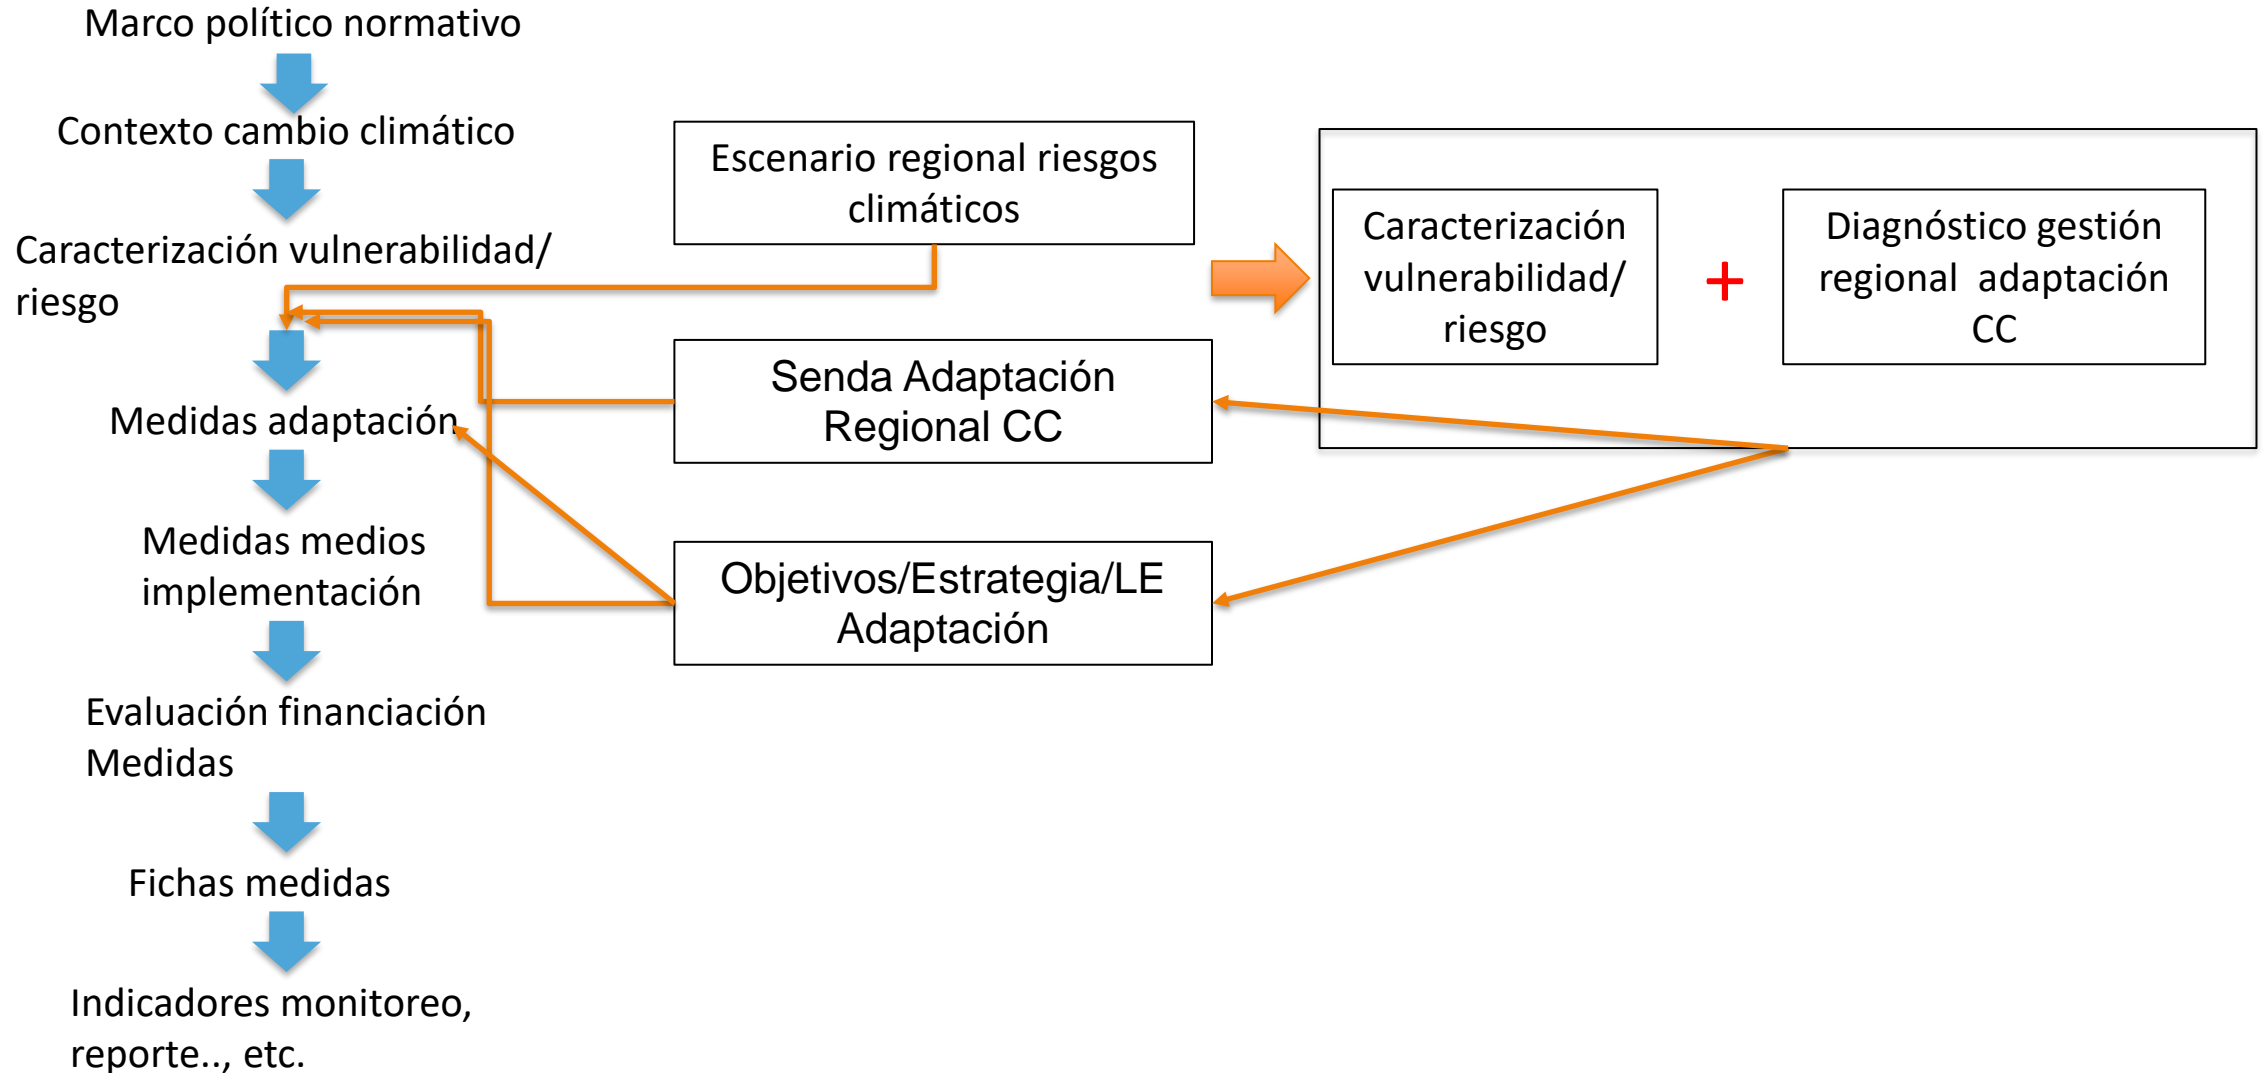 Marco político normativo
Contexto cambio climático
Caracterización vulnerabilidad/
riesgo
Medidas adaptación
Medidas medios
implementación
Evaluación financiación
Medidas
Fichas medidas
Indicadores monitoreo,
reporte.., etc.
Escenario regional riesgos
climáticos
Senda Adaptación
Regional CC
Objetivos/Estrategia/LE
Adaptación
Caracterización
vulnerabilidad/
riesgo
+
Diagnóstico gestión
regional  adaptación
CC